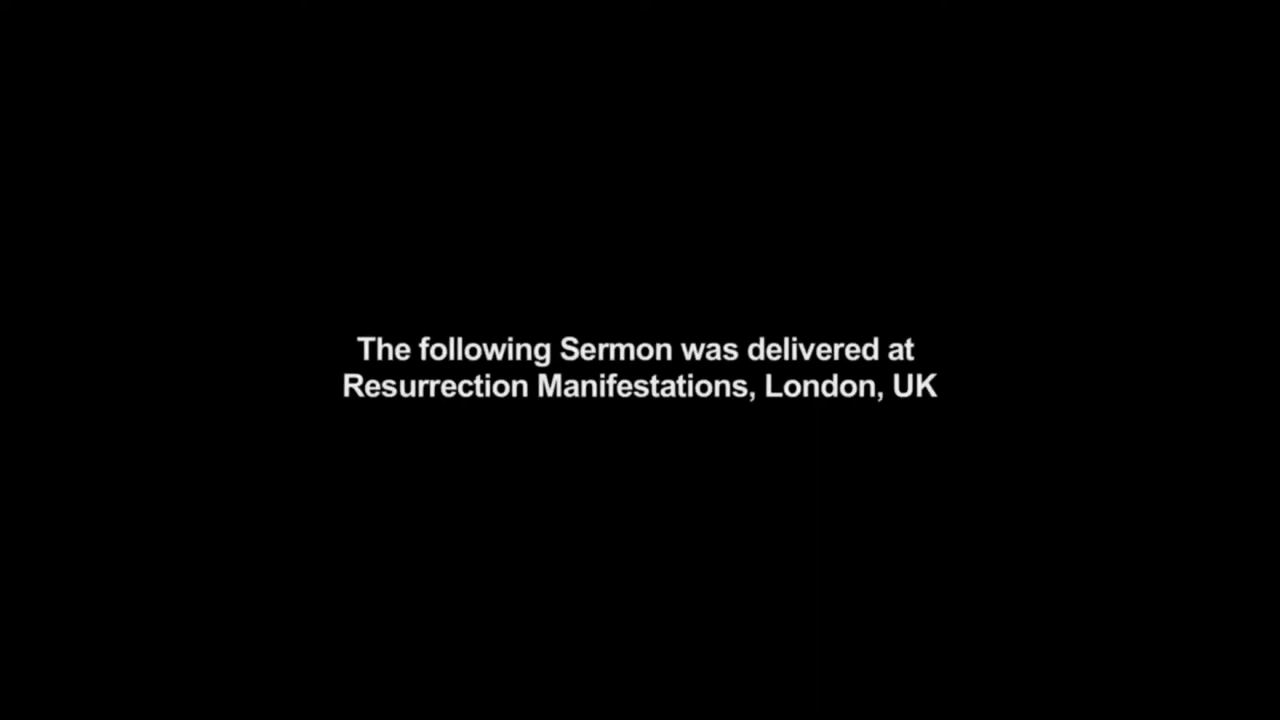 The following Sermon was delivered at
Resurrection Manifestations, London, UK